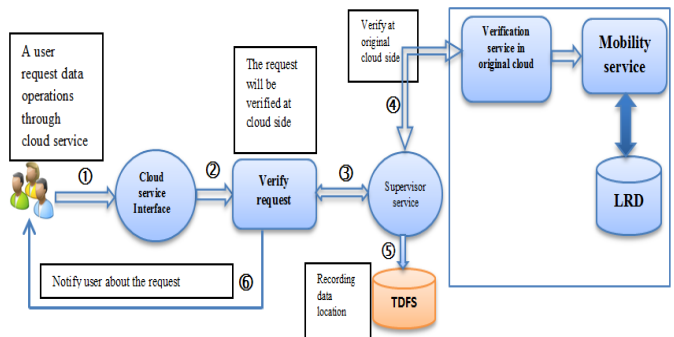 A user
request data
operations
through
cloud service
The request
will be
verified at
cloud side
Verify at
original
cloud side
Verification
service in
original cloud
Mobility
service
①
②
③
④
Cloud
service
Interface
Verify
request
Supervisor
service
LRD
⑤
Notify user about the request
⑥
Recording
data
location
TDFS